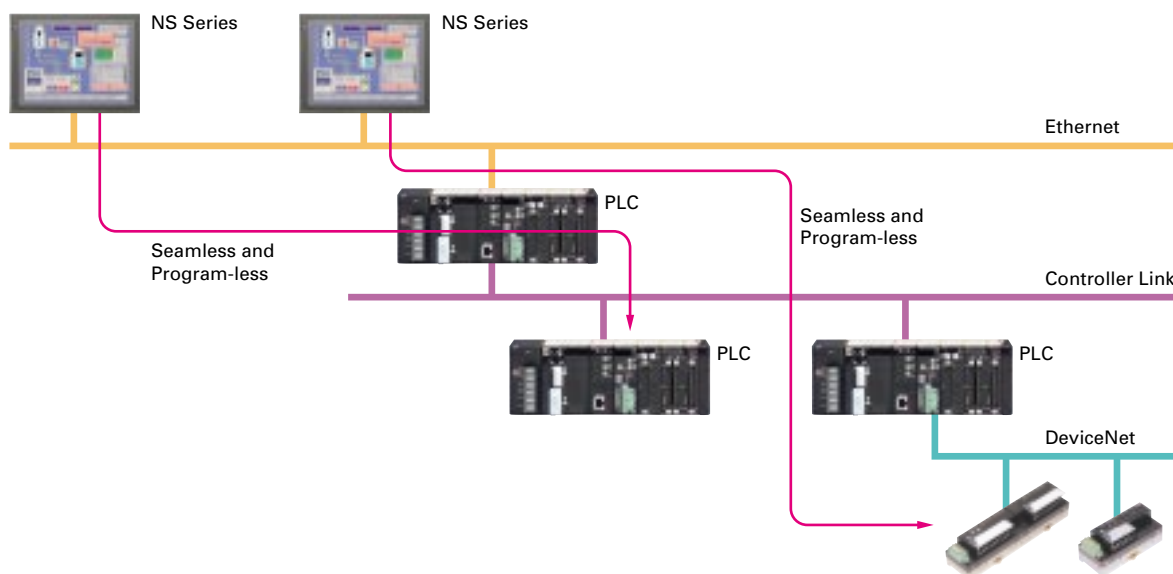 NS Series
NS Series
Ethernet
PLC
Seamless and
Program-less
Seamless and
Program-less
Controller Link
PLC
PLC
DeviceNet